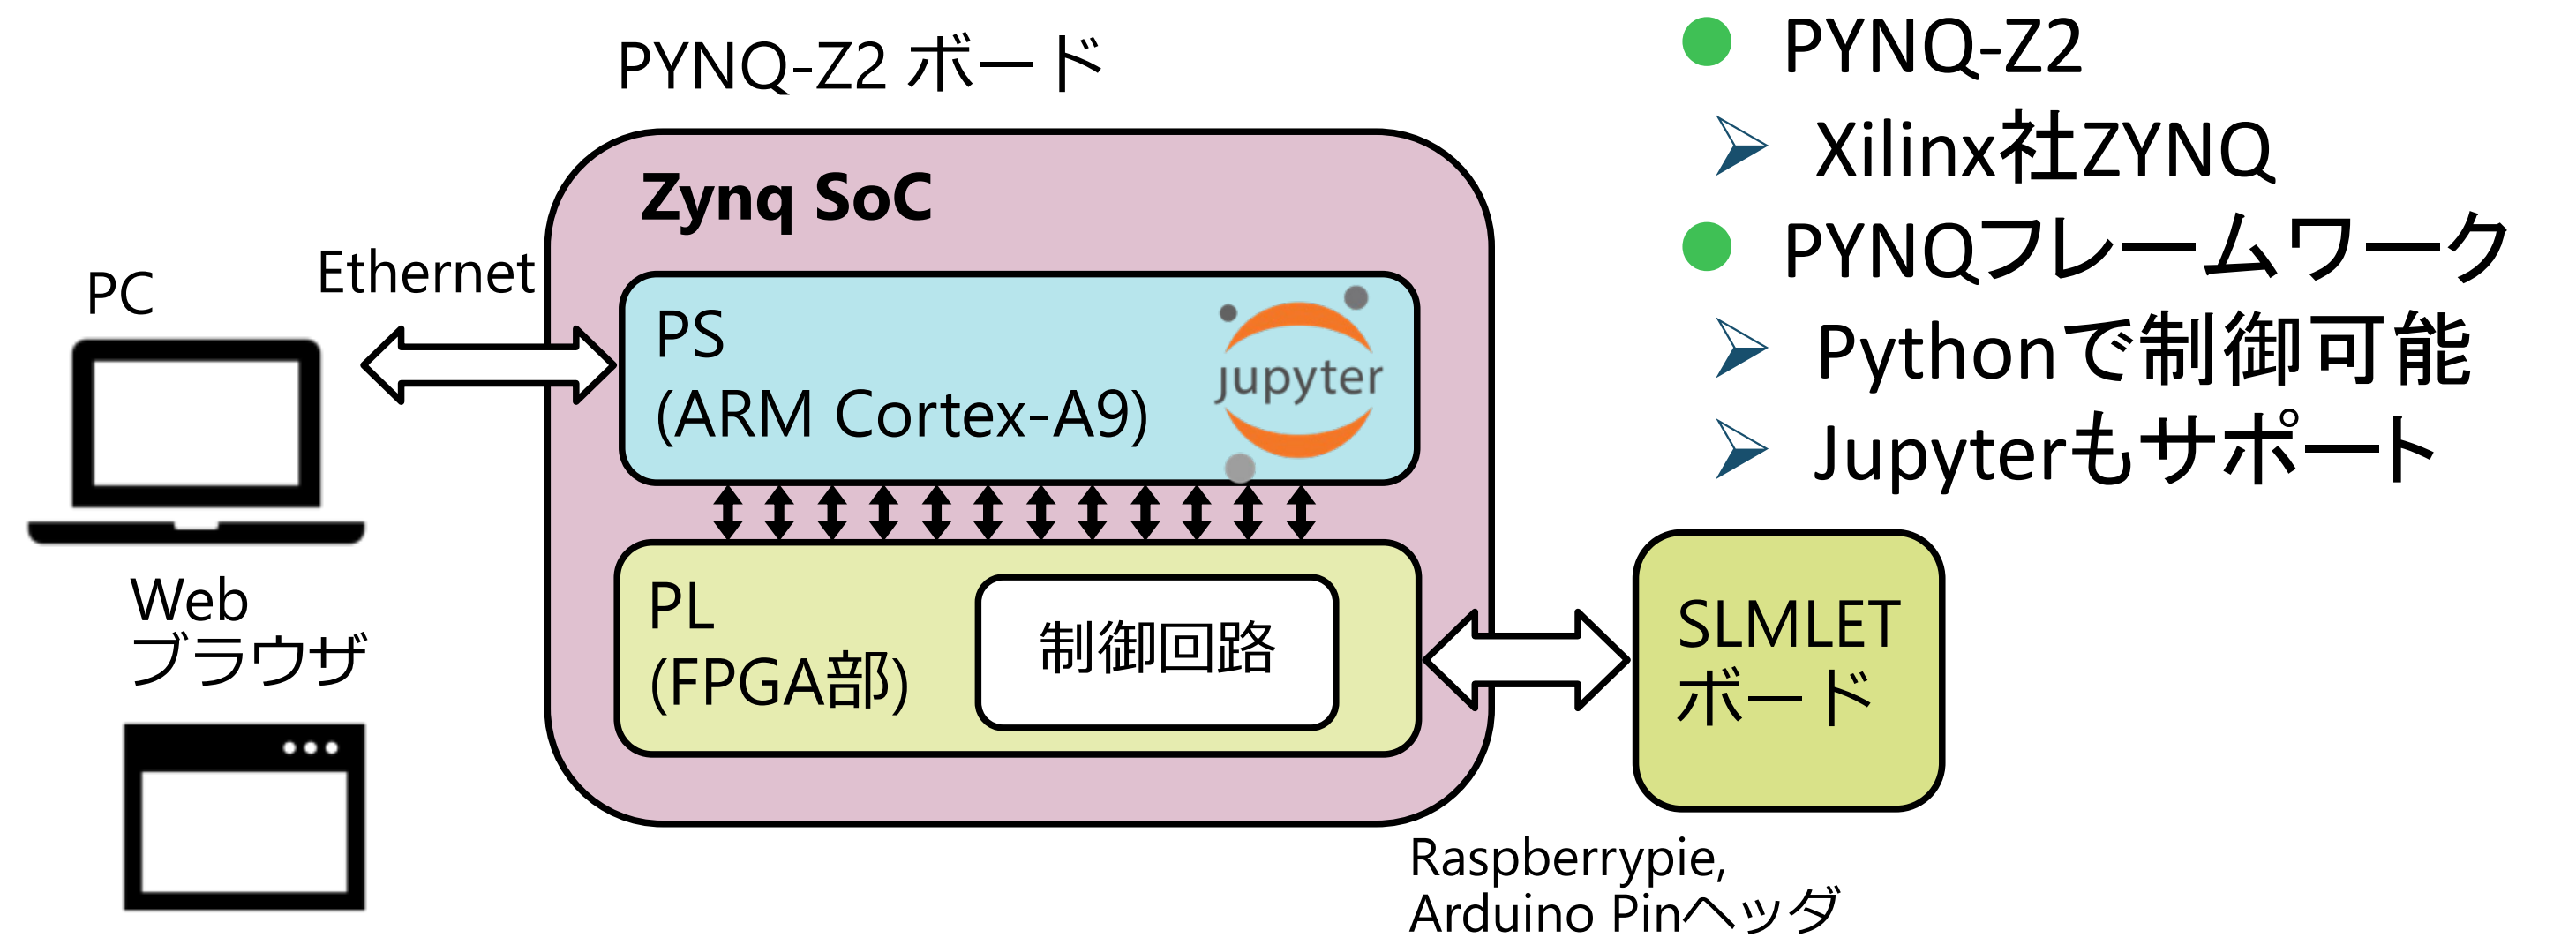 PYNQ-Z2 ボード
Zynq SoC
Ethernet
PC
PS
(ARM Cortex-A9)
jupyter
PL
(FPGA部)
制御回路
Web
ブラウザ
SLMLET
ボード
Raspberrypie,
Arduino Pinヘッダ
PYNQ-Z2
Xilinx社ZYNQ
PYNQフレームワーク
Pythonで制御可能
Jupyterもサポート